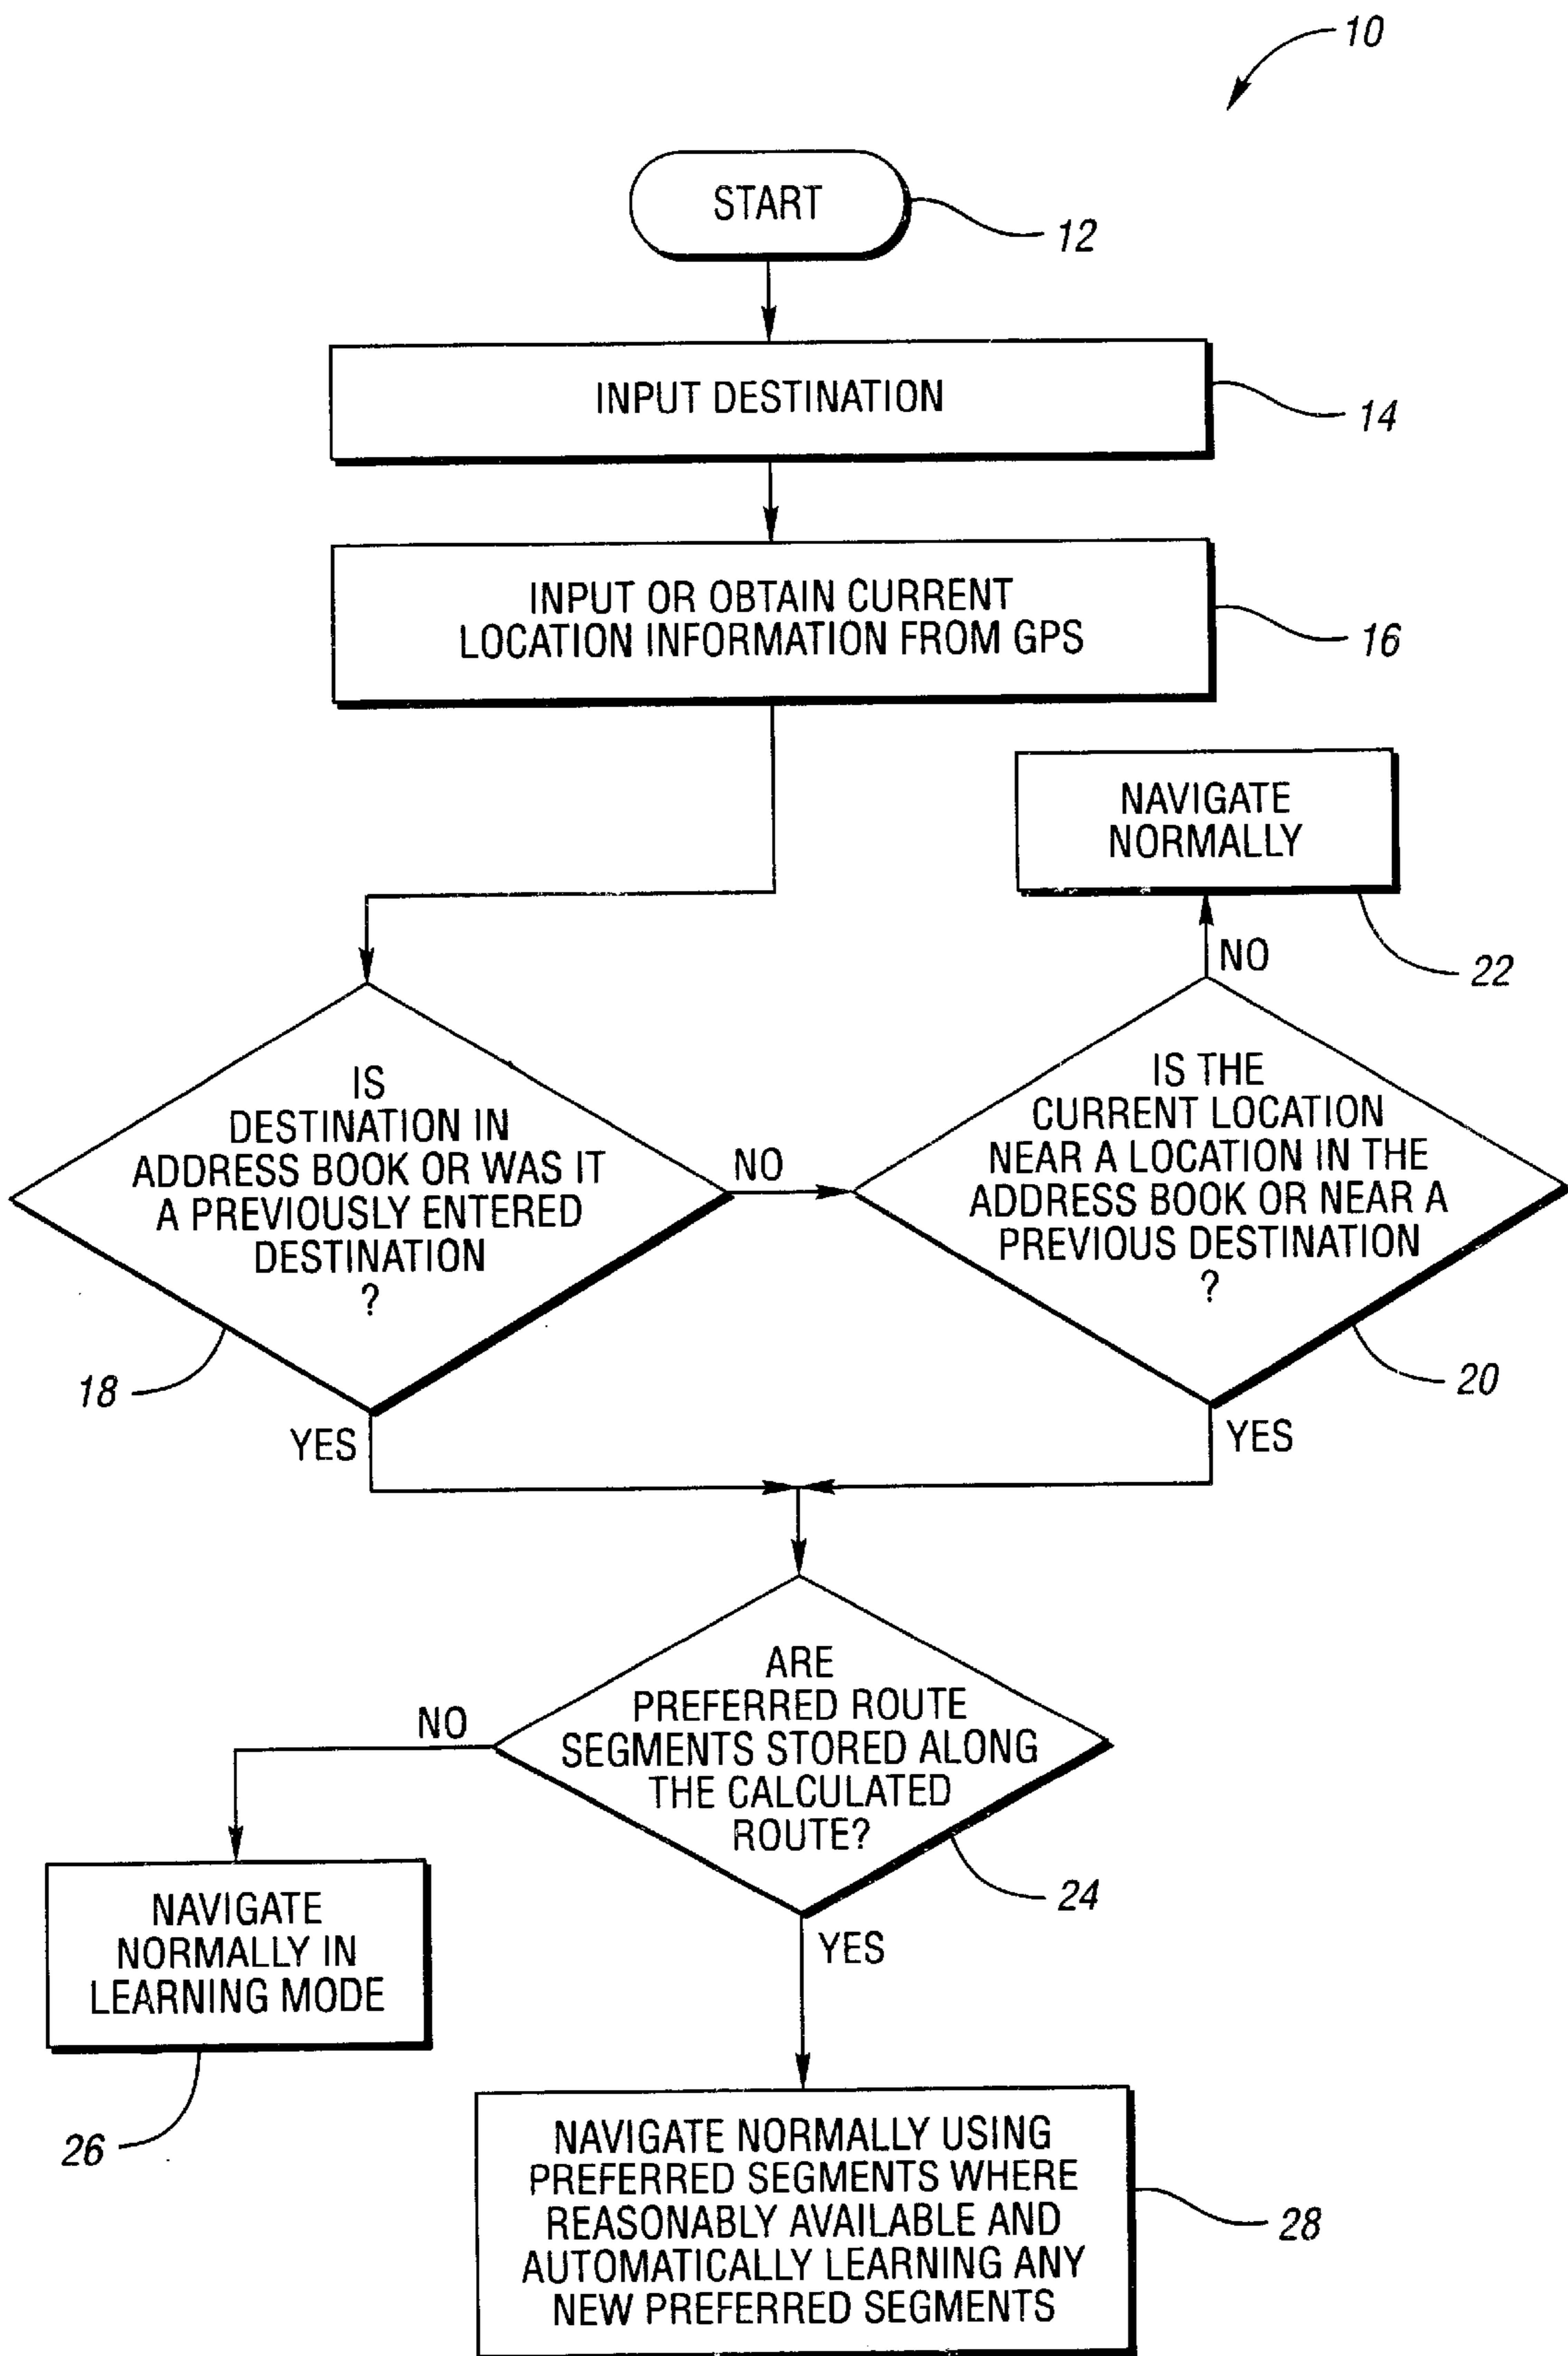 10
START
12
INPUT DESTINATION
14
INPUT OR OBTAIN CURRENT
LOCATION INFORMATION FROM GPS
16
NAVIGATE
NORMALLY
22
NO
IS
DESTINATION IN
ADDRESS BOOK OR WAS IT
A PREVIOUSLY ENTERED
DESTINATION
?
18
NO
IS THE
CURRENT LOCATION
NEAR A LOCATION IN THE
ADDRESS BOOK OR NEAR A
PREVIOUS DESTINATION
?
20
YES
YES
ARE
PREFERRED ROUTE
SEGMENTS STORED ALONG
THE CALCULATED
ROUTE?
24
NO
NAVIGATE
NORMALLY IN
LEARNING MODE
26
YES
NAVIGATE NORMALLY USING
PREFERRED SEGMENTS WHERE
REASONABLY AVAILABLE AND
AUTOMATICALLY LEARNING ANY
NEW PREFERRED SEGMENTS
28